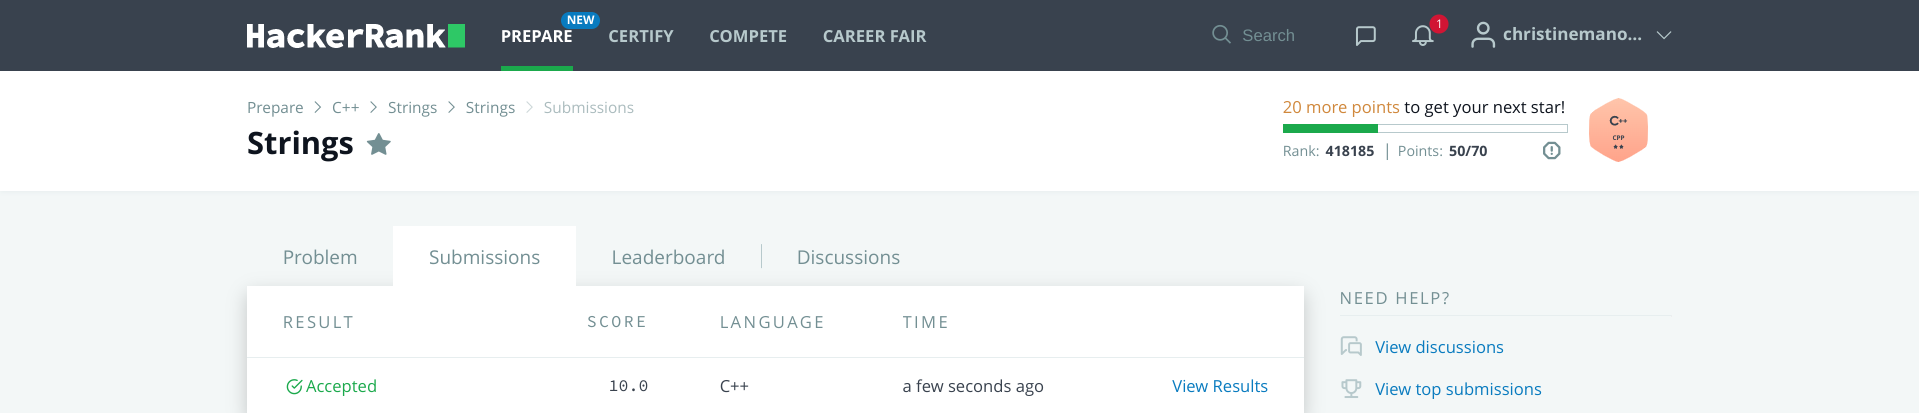 HackerRank PREPARE NEW CERTIFY COMPETE CAREER FAIR Search 1 christinemano...
Prepare > C++ > Strings > Strings > Submissions
Strings
20 more points to get your next star!
Rank: 418185 | Points: 50/70
C++
CPP
Problem Submissions Leaderboard Discussions
RESULT SCORE LANGUAGE TIME
Accepted 10.0 C++ a few seconds ago View Results
NEED HELP?
View discussions
View top submissions